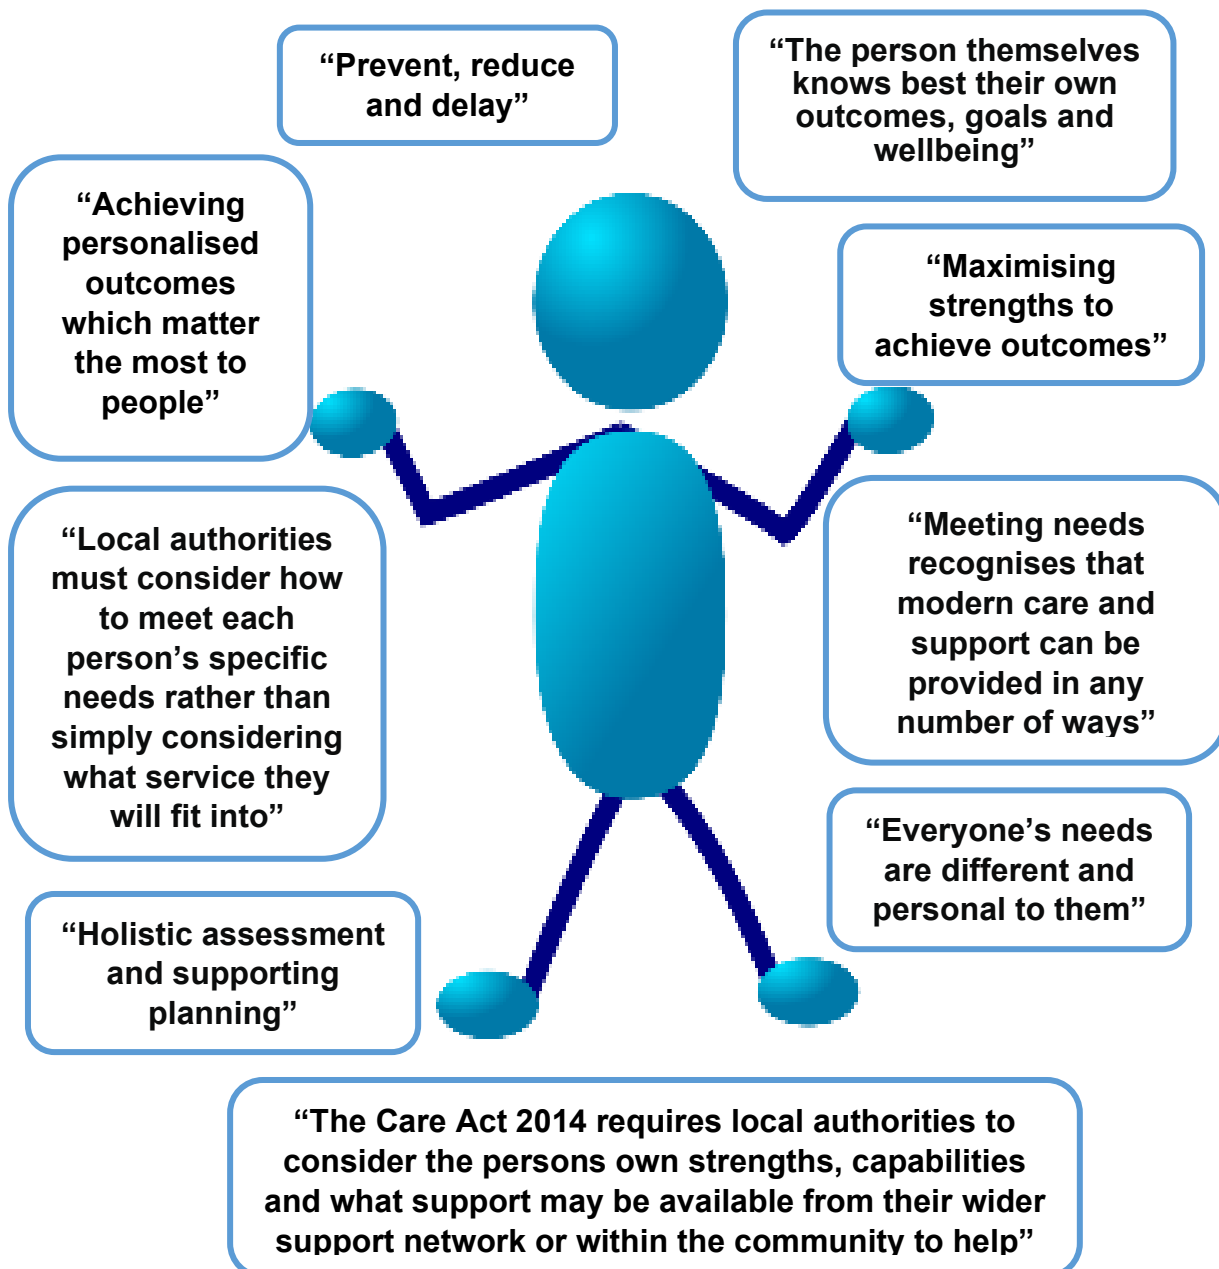 “Prevent, reduce
and delay”
“The person themselves
knows best their own
outcomes, goals and
wellbeing”
“Achieving
personalised
outcomes
which matter
the most to
people”
“Maximising
strengths to
achieve outcomes”
“Local authorities
must consider how
to meet each
person’s specific
needs rather than
simply considering
what service they
will fit into”
“Meeting needs
recognises that
modern care and
support can be
provided in any
number of ways”
“Everyone’s needs
are different and
personal to them”
“Holistic assessment
and supporting
planning”
“The Care Act 2014 requires local authorities to
consider the persons own strengths, capabilities
and what support may be available from their wider
support network or within the community to help”